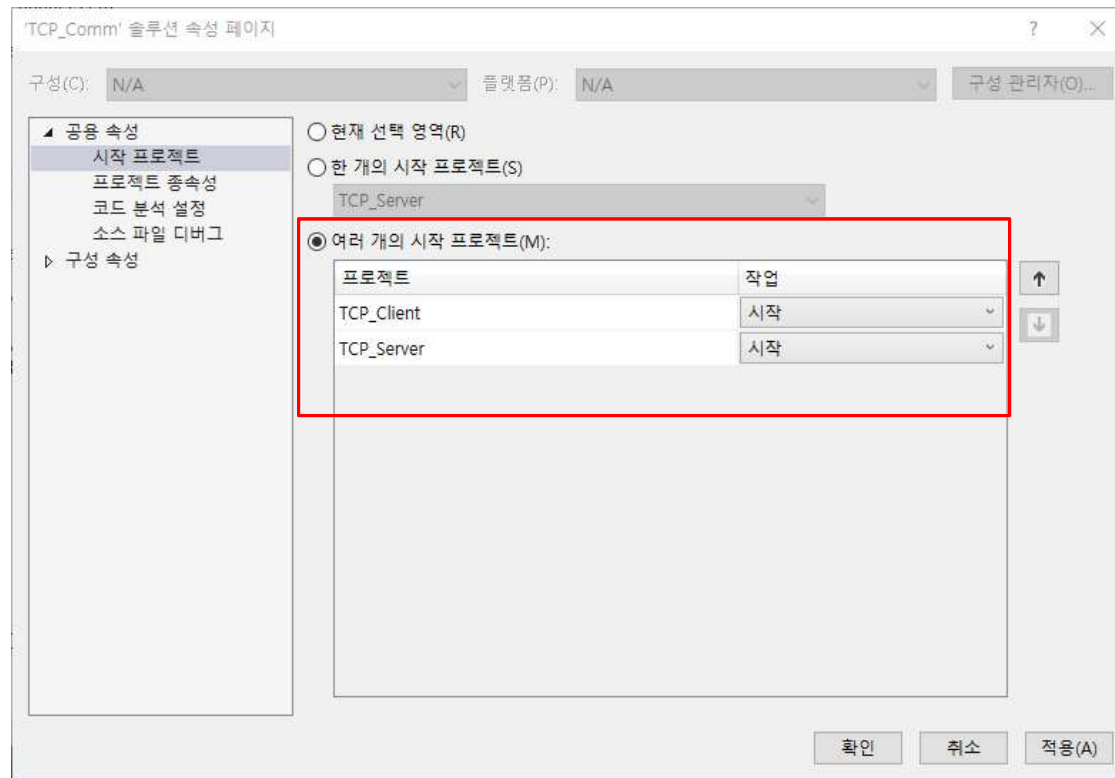 'TCP_Comm' 솔루션 속성 페이지
구성(C): N/A 플랫폼(P): N/A 구성 관리자(O)...
공용 속성
시작 프로젝트
프로젝트 종속성
코드 분석 설정
소스 파일 디버그
구성 속성
현재 선택 영역(R)
한 개의 시작 프로젝트(S)
TCP_Server
여러 개의 시작 프로젝트(M):
프로젝트 작업
TCP_Client 시작
TCP_Server 시작
확인 취소 적용(A)